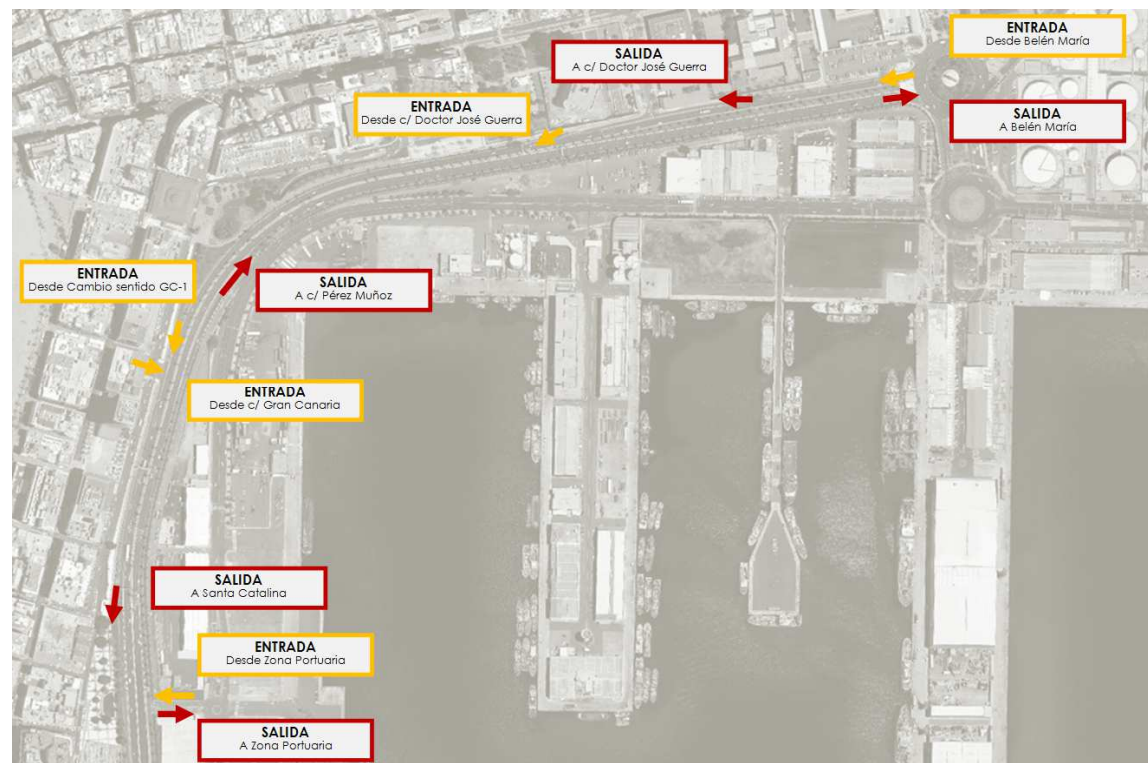 ENTRADA
Desde Belén María
SALIDA
A c/ Doctor José Guerra
ENTRADA
Desde c/ Doctor José Guerra
SALIDA
A Belén María
ENTRADA
Desde Cambio sentido GC-1
SALIDA
A c/ Pérez Muñoz
ENTRADA
Desde c/ Gran Canaria
SALIDA
A Santa Catalina
ENTRADA
Desde Zona Portuaria
SALIDA
A Zona Portuaria